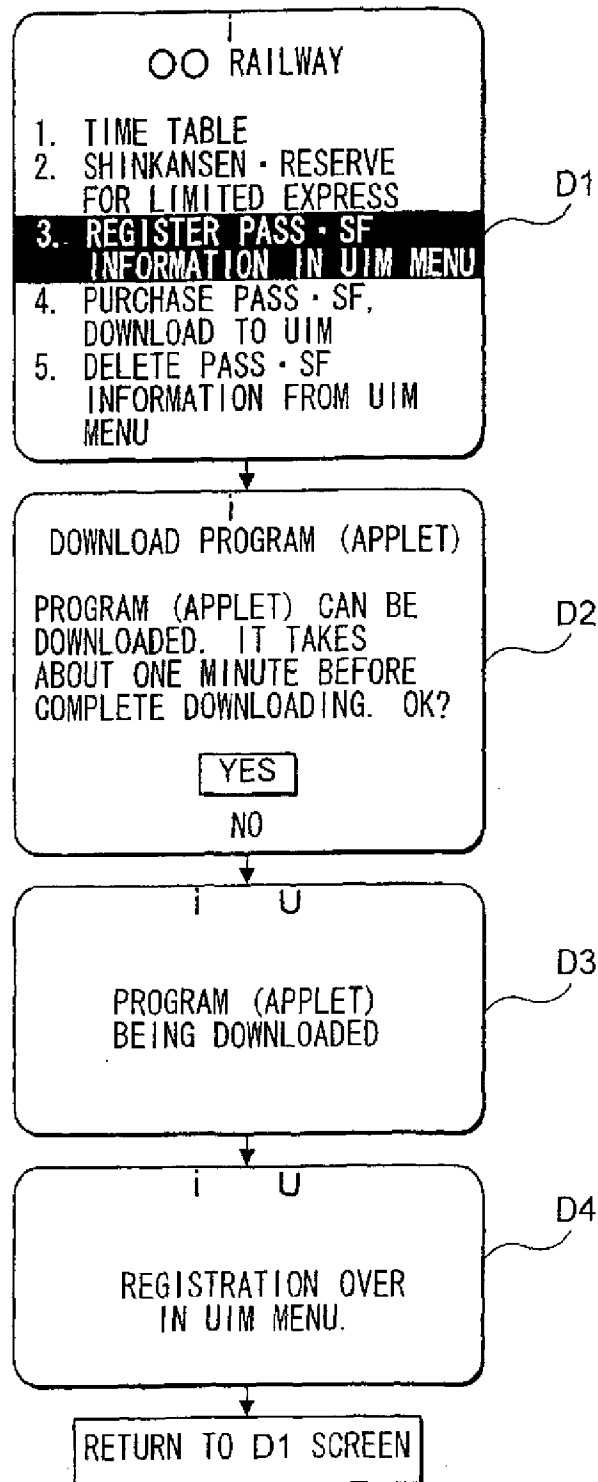 i
○○ RAILWAY
1. TIME TABLE
2. SHINKANSEN・RESERVE
FOR LIMITED EXPRESS
3. REGISTER PASS・SF
INFORMATION IN UIM MENU
4. PURCHASE PASS・SF,
DOWNLOAD TO UIM
5. DELETE PASS・SF
INFORMATION FROM UIM
MENU
D1
i
DOWNLOAD PROGRAM (APPLET)
PROGRAM (APPLET) CAN BE
DOWNLOADED. IT TAKES
ABOUT ONE MINUTE BEFORE
COMPLETE DOWNLOADING. OK?
YES
NO
D2
i U
PROGRAM (APPLET)
BEING DOWNLOADED
D3
i U
REGISTRATION OVER
IN UIM MENU.
D4
RETURN TO D1 SCREEN